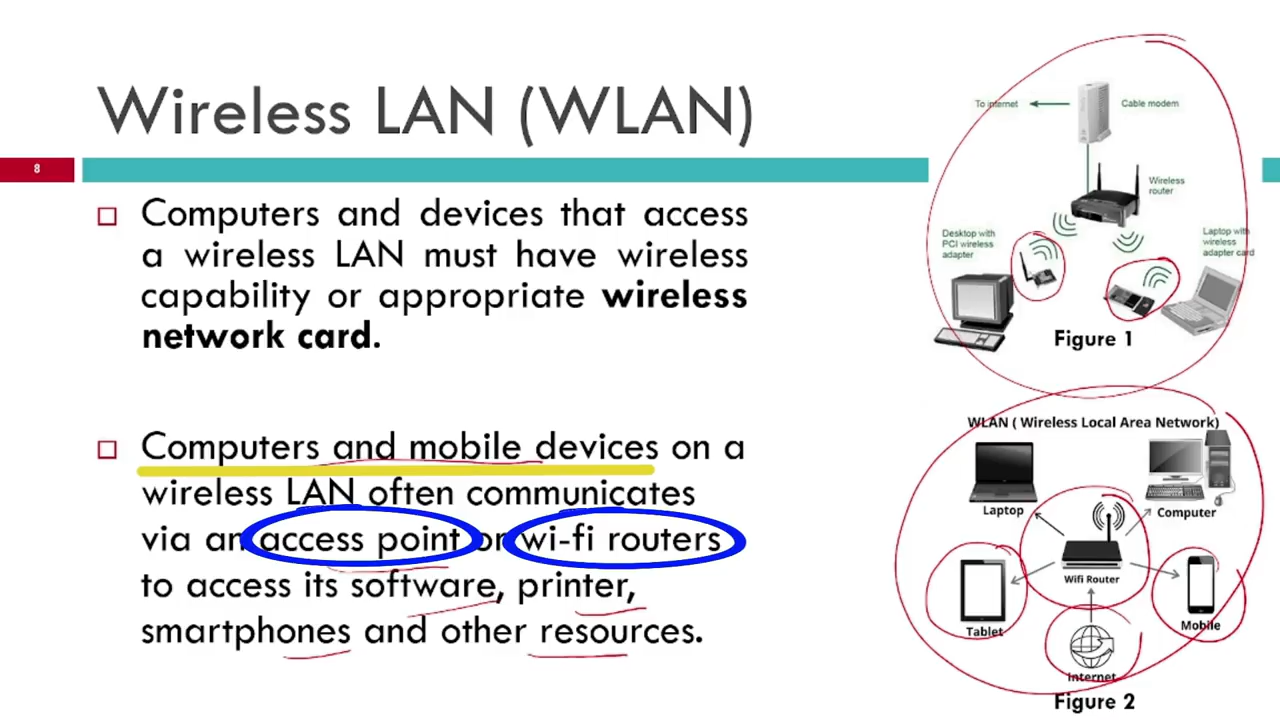 Wireless LAN (WLAN)
8
Computers and devices that access
a wireless LAN must have wireless
capability or appropriate wireless
network card.
Computers and mobile devices on a
wireless LAN often communicates
via an access point or wi-fi routers
to access its software, printer,
smartphones and other resources.
To internet
Cable modem
Wireless
router
Desktop with
PCI wireless
adapter
Laptop with
wireless
adapter card
Figure 1
WLAN ( Wireless Local Area Network)
Laptop
Computer
Wifi Router
Tablet
Mobile
Internet
Figure 2